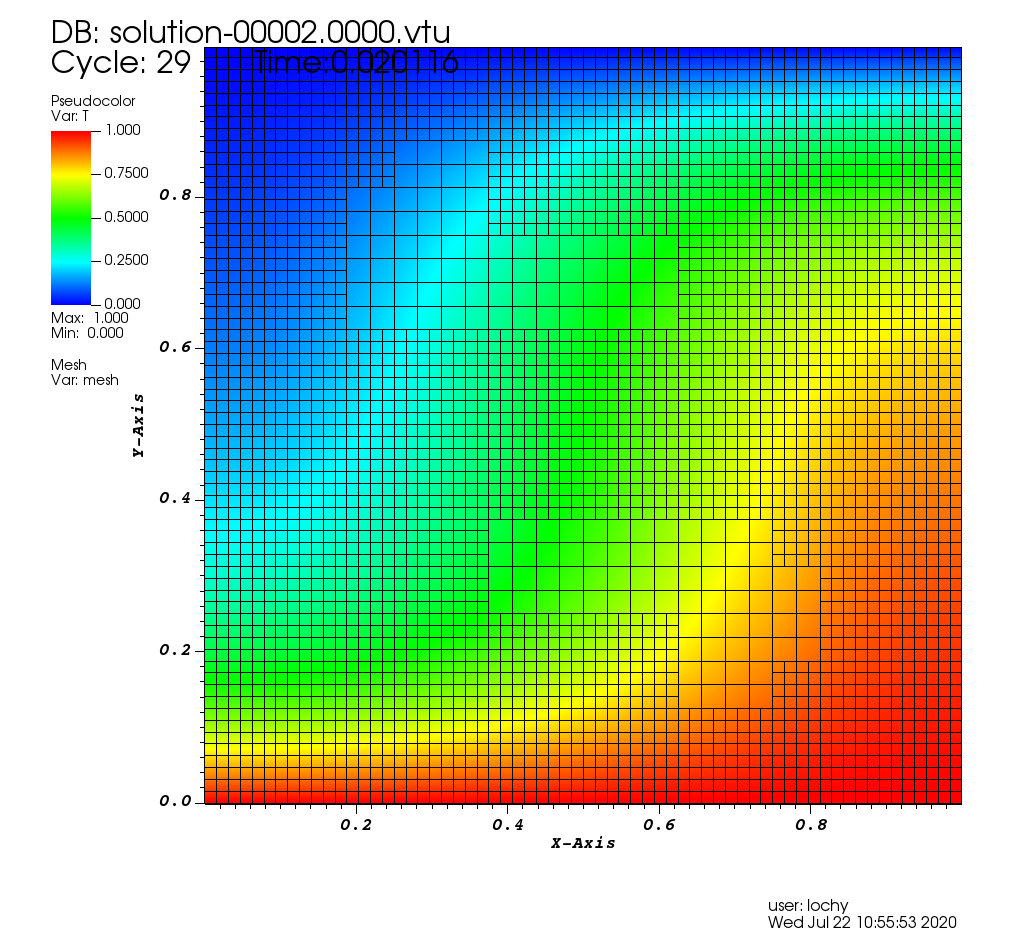 DB: solution-00002.0000.vtu
Cycle: 29 Time:0.020116
Pseudocolor
Var: T
1.000
0.7500
0.5000
0.2500
0.000
Max: 1.000
Min: 0.000
Mesh
Var: mesh
Y-Axis
0.8
0.6
0.4
0.2
0.0
0.2 0.4 0.6 0.8
X-Axis
user: lochy
Wed Jul 22 10:55:53 2020